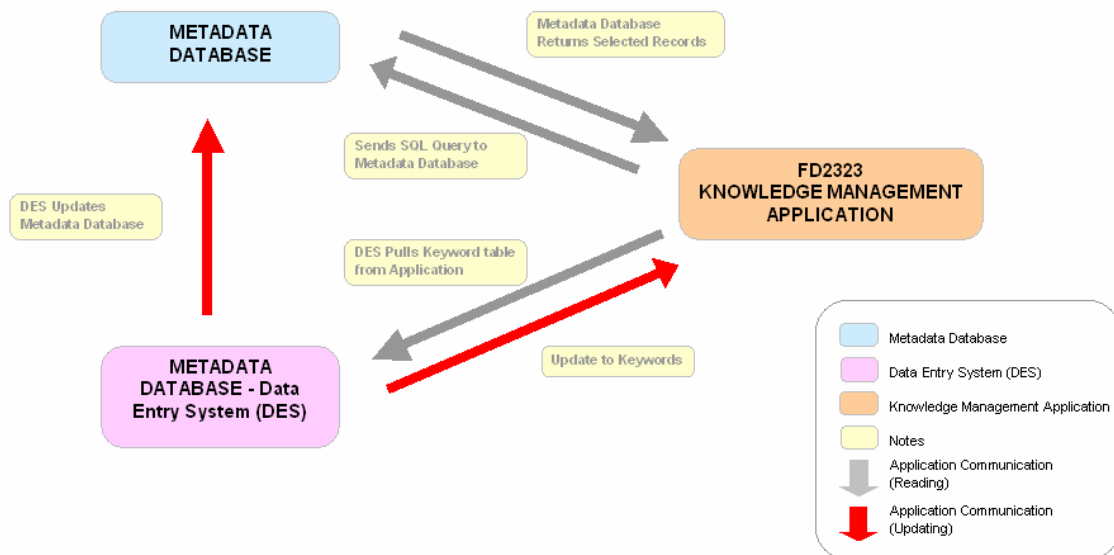 METADATA
DATABASE
Metadata Database
Returns Selected Records
Sends SQL Query to
Metadata Database
FD2323
KNOWLEDGE MANAGEMENT
APPLICATION
DES Updates
Metadata Database
DES Pulls Keyword table
from Application
METADATA
DATABASE - Data
Entry System (DES)
Update to Keywords
Metadata Database
Data Entry System (DES)
Knowledge Management Application
Notes
Application Communication
(Reading)
Application Communication
(Updating)